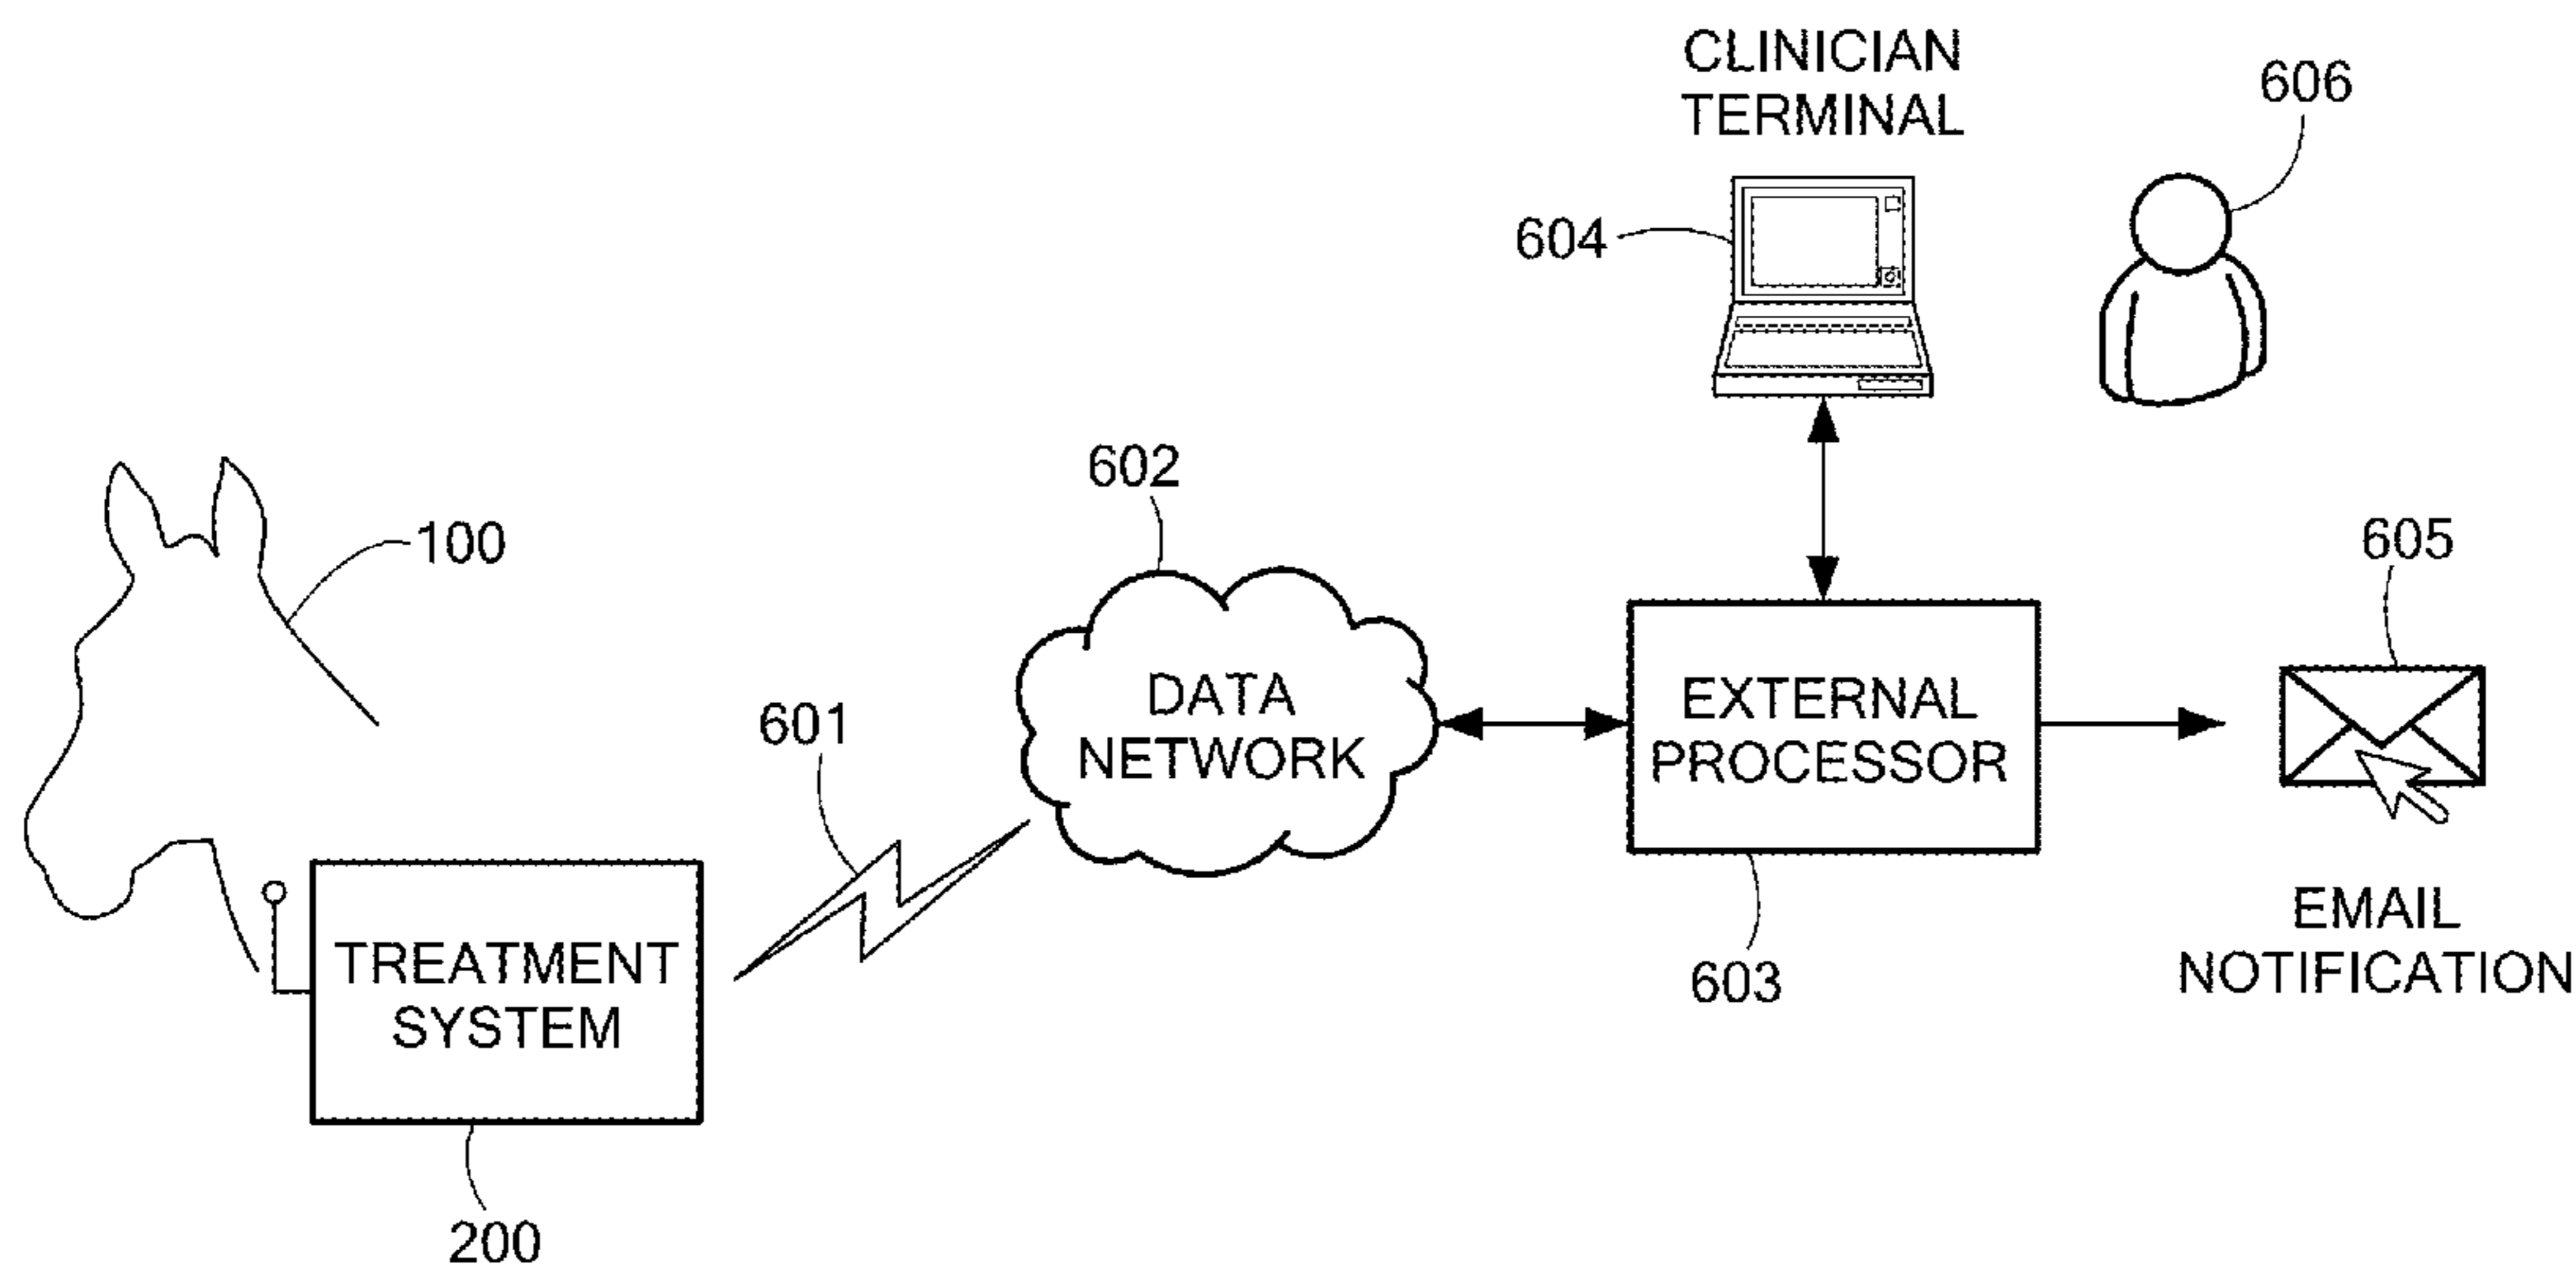 CLINICIAN
TERMINAL
606
604
602
100
605
DATA
NETWORK
EXTERNAL
PROCESSOR
601
EMAIL
NOTIFICATION
TREATMENT
SYSTEM
603
200